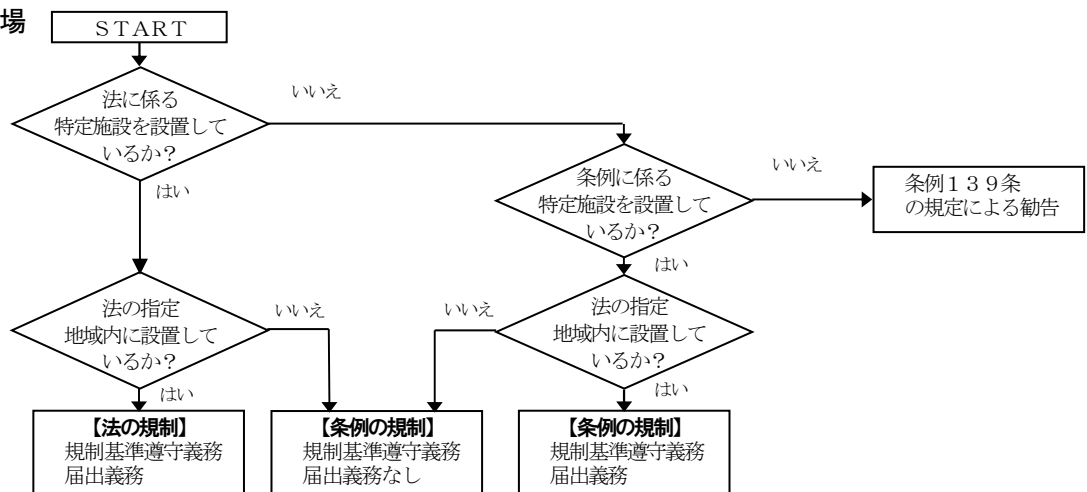 場
ＳＴＡＲＴ
法に係る
特定施設を設置して
いるか？
いいえ
はい
条例に係る
特定施設を設置して
いるか？
いいえ
はい
条例１３９条
の規定による勧告
法の指定
地域内に設置して
いるか？
いいえ
はい
法の指定
地域内に設置して
いるか？
いいえ
はい
【法の規制】
規制基準遵守義務
届出義務
【条例の規制】
規制基準遵守義務
届出義務なし
【条例の規制】
規制基準遵守義務
届出義務